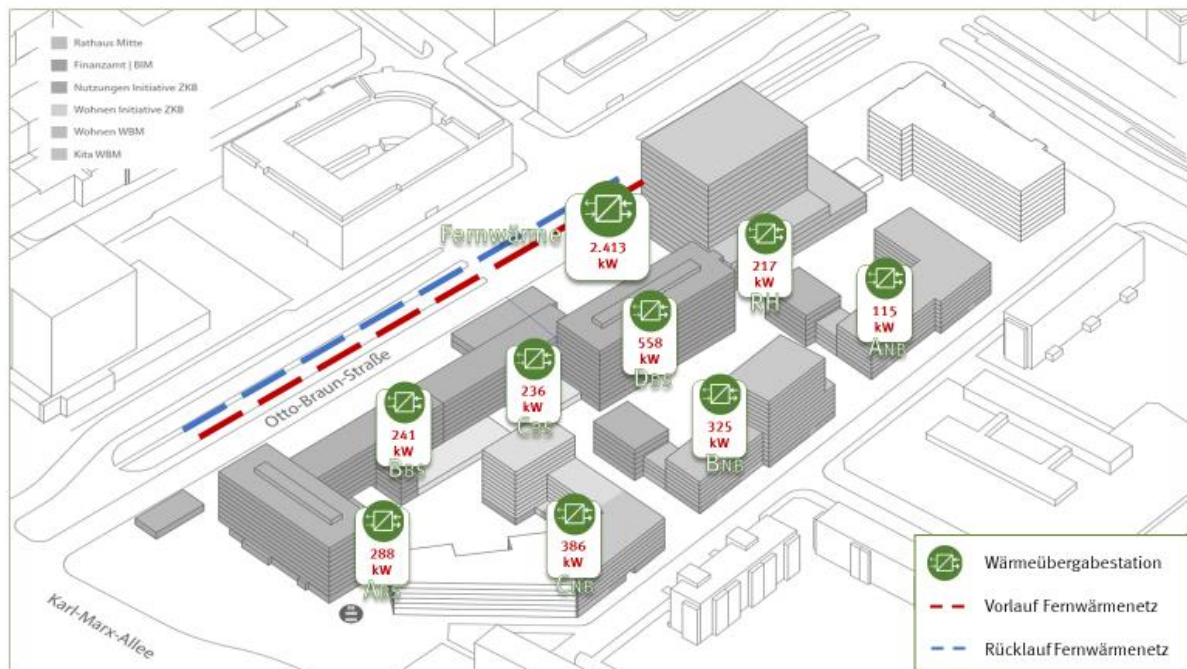 Rathaus Mitte
Finanzamt | BIM
Nutzungen Initiative ZKB
Wohnen Initiative ZKB
Wohnen WBM
Kita WBM
Fernwärme
2.413
kW
217
kW
RH
115
kW
ANB
558
kW
DBS
236
kW
CBS
325
kW
BNB
241
kW
BBS
288
kW
ABS
386
kW
CNB
Otto-Braun-Straße
Karl-Marx-Allee
Wärmeübergabestation
Vorlauf Fernwärmenetz
Rücklauf Fernwärmenetz